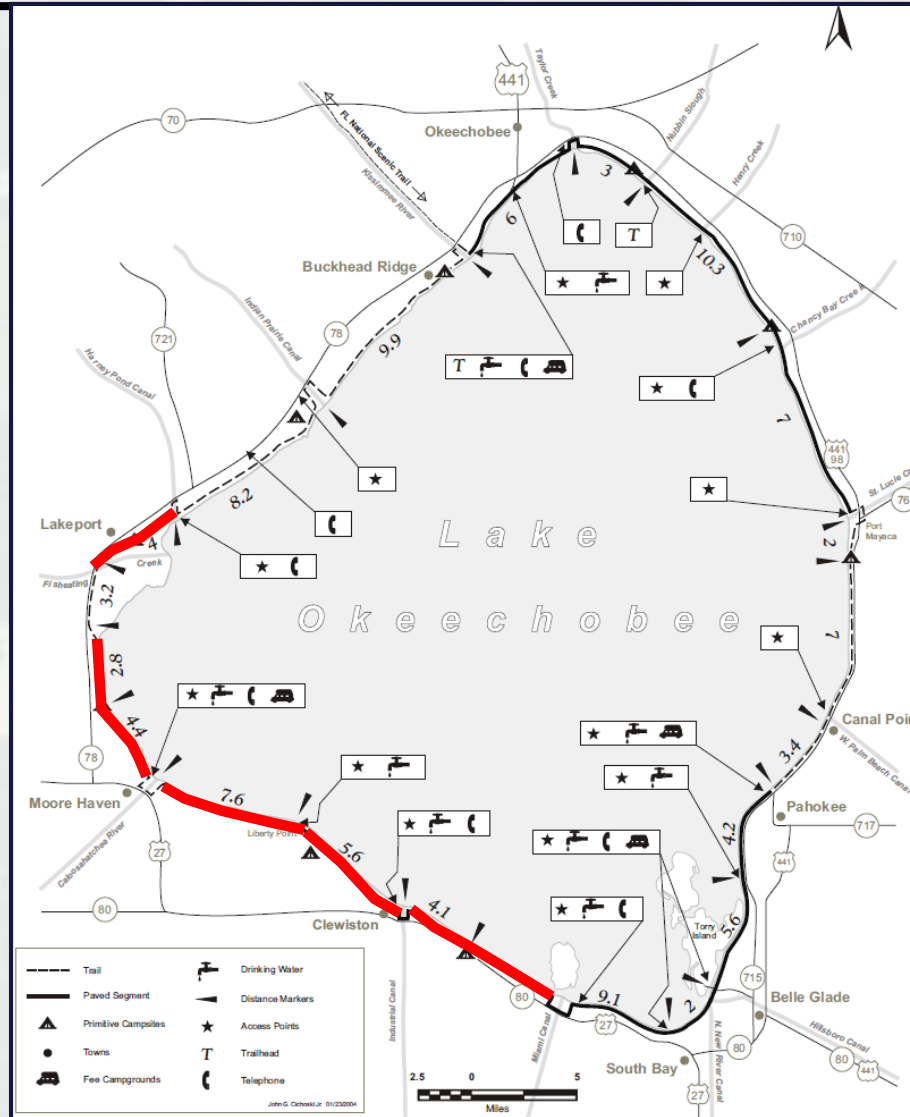 Taylor Creek
441
FL National Scenic Trail
Nubbin Slough
70
Okeechobee
Kissimmee River
3
Henry Creek
6
T
710
10.3
Buckhead Ridge
Indian Prairie Canal
78
721
Chancy Bay Creek
9.9
T
Harney Pond Canal
7
441
98
8.2
St. Lucie C
76
Lakeport
Lake
Port
Mayaca
4
2
Creek
Fisheating
3.2
Okeechobee
7
2.8
4.4
Canal Poin
78
W. Palm Beach Canal
3.4
Moore Haven
7.6
Pahokee
Liberty Point
4.2
717
27
5.6
441
80
4.1
Clewiston
Torry
Island
5.6
80
715
9.1
2
Belle Glade
27
Industrial Canal
Miami Canal
N. New River Canal
Hillsboro Canal
80
80
441
South Bay
27
Trail
Drinking Water
Paved Segment
Distance Markers
Primitive Campsites
Access Points
Towns
T
Trailhead
Fee Campgrounds
Telephone
John G. Cichoski Jr. 01/23/2004
2.5
0
5
Miles